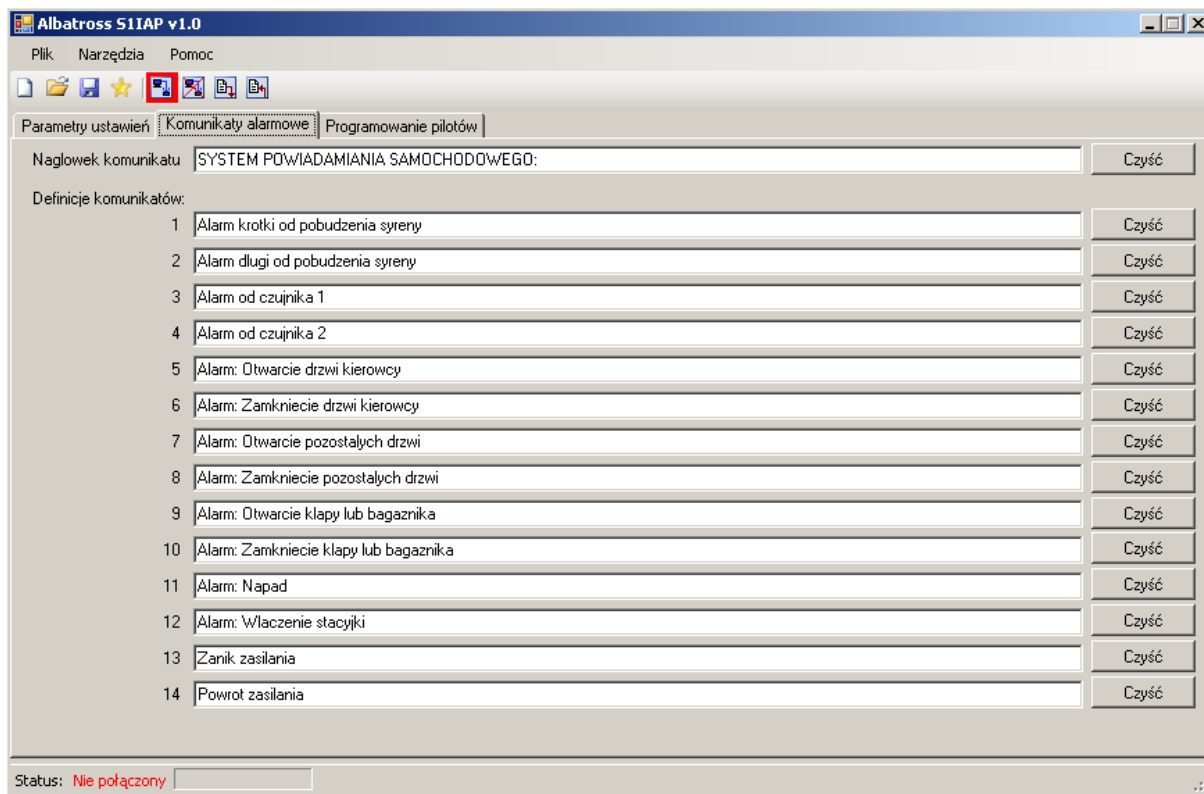 Albatross S1IAP v1.0
Plik Narzędzia Pomoc
Parametry ustawień Komunikaty alarmowe Programowanie pilotów
Naglowek komunikatu SYSTEM POWIADAMIANIA SAMOCHODOWEGO: Czyść
Definicje komunikatów:
1 Alarm krotki od pobudzenia syreny Czyść
2 Alarm dlugi od pobudzenia syreny Czyść
3 Alarm od czujnika 1 Czyść
4 Alarm od czujnika 2 Czyść
5 Alarm: Otwarcie drzwi kierowcy Czyść
6 Alarm: Zamkniecie drzwi kierowcy Czyść
7 Alarm: Otwarcie pozostalych drzwi Czyść
8 Alarm: Zamkniecie pozostalych drzwi Czyść
9 Alarm: Otwarcie klapy lub bagaznika Czyść
10 Alarm: Zamkniecie klapy lub bagaznika Czyść
11 Alarm: Napad Czyść
12 Alarm: Wlaczenie stacyjki Czyść
13 Zanik zasilania Czyść
14 Powrot zasilania Czyść
Status: Nie połączony